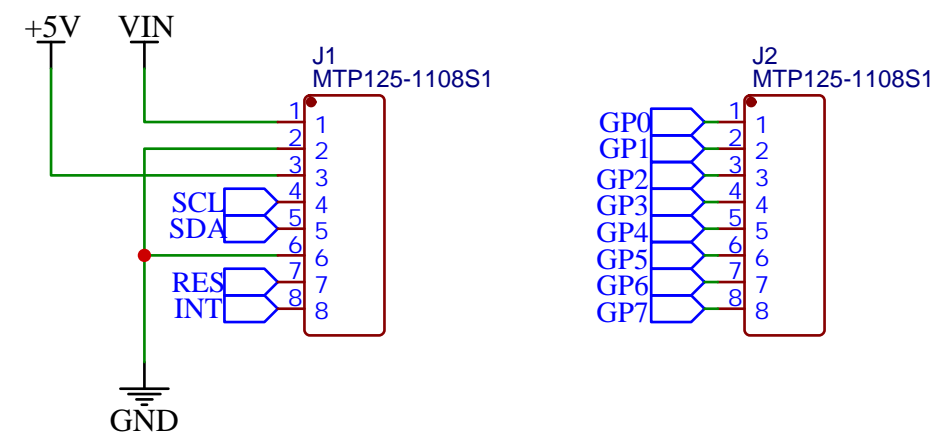 +5V VIN
J1
MTP125-1108S1
1 1
2 2
3 3
SCL 4 4
SDA 5 5
6 6
RES 7 7
INT 8 8
GND
J2
MTP125-1108S1
GP0 1 1
GP1 2 2
GP2 3 3
GP3 4 4
GP4 5 5
GP5 6 6
GP6 7 7
GP7 8 8